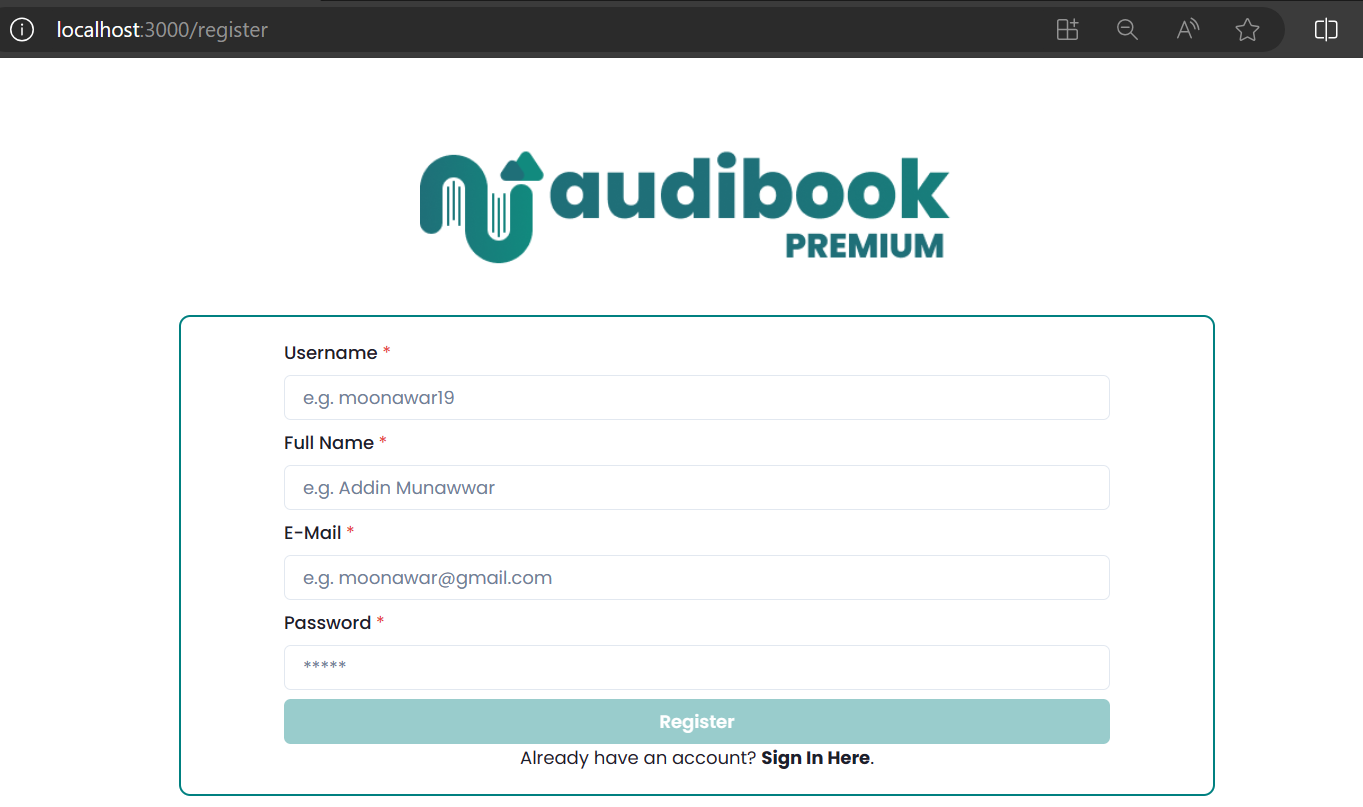 localhost:3000/register
audibook
PREMIUM
Username *
e.g. moonawar19
Full Name *
e.g. Addin Munawwar
E-Mail *
e.g. moonawar@gmail.com
Password *
*****
Register
Already have an account? Sign In Here.